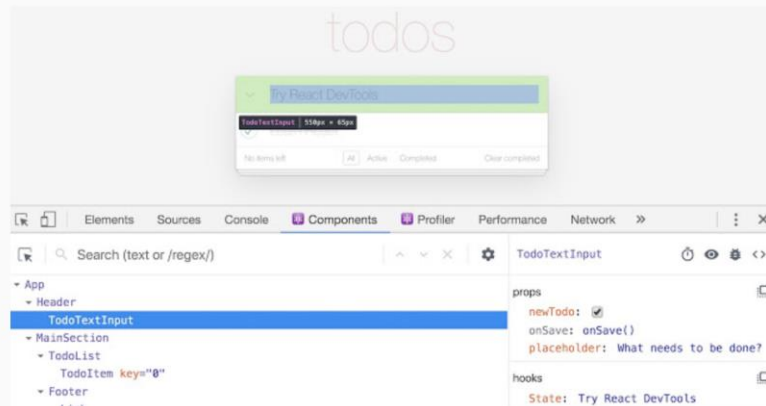 todos
Try React DevTools
TodoTextInput | 550px × 65px
No items left All Active Completed Clear completed
Elements Sources Console Components Profiler Performance Network »
Search (text or /regex/)
TodoTextInput
App
Header
TodoTextInput
MainSection
TodoList
TodoItem key="0"
Footer
props
newTodo:
onSave: onSave()
placeholder: What needs to be done?
hooks
State: Try React DevTools